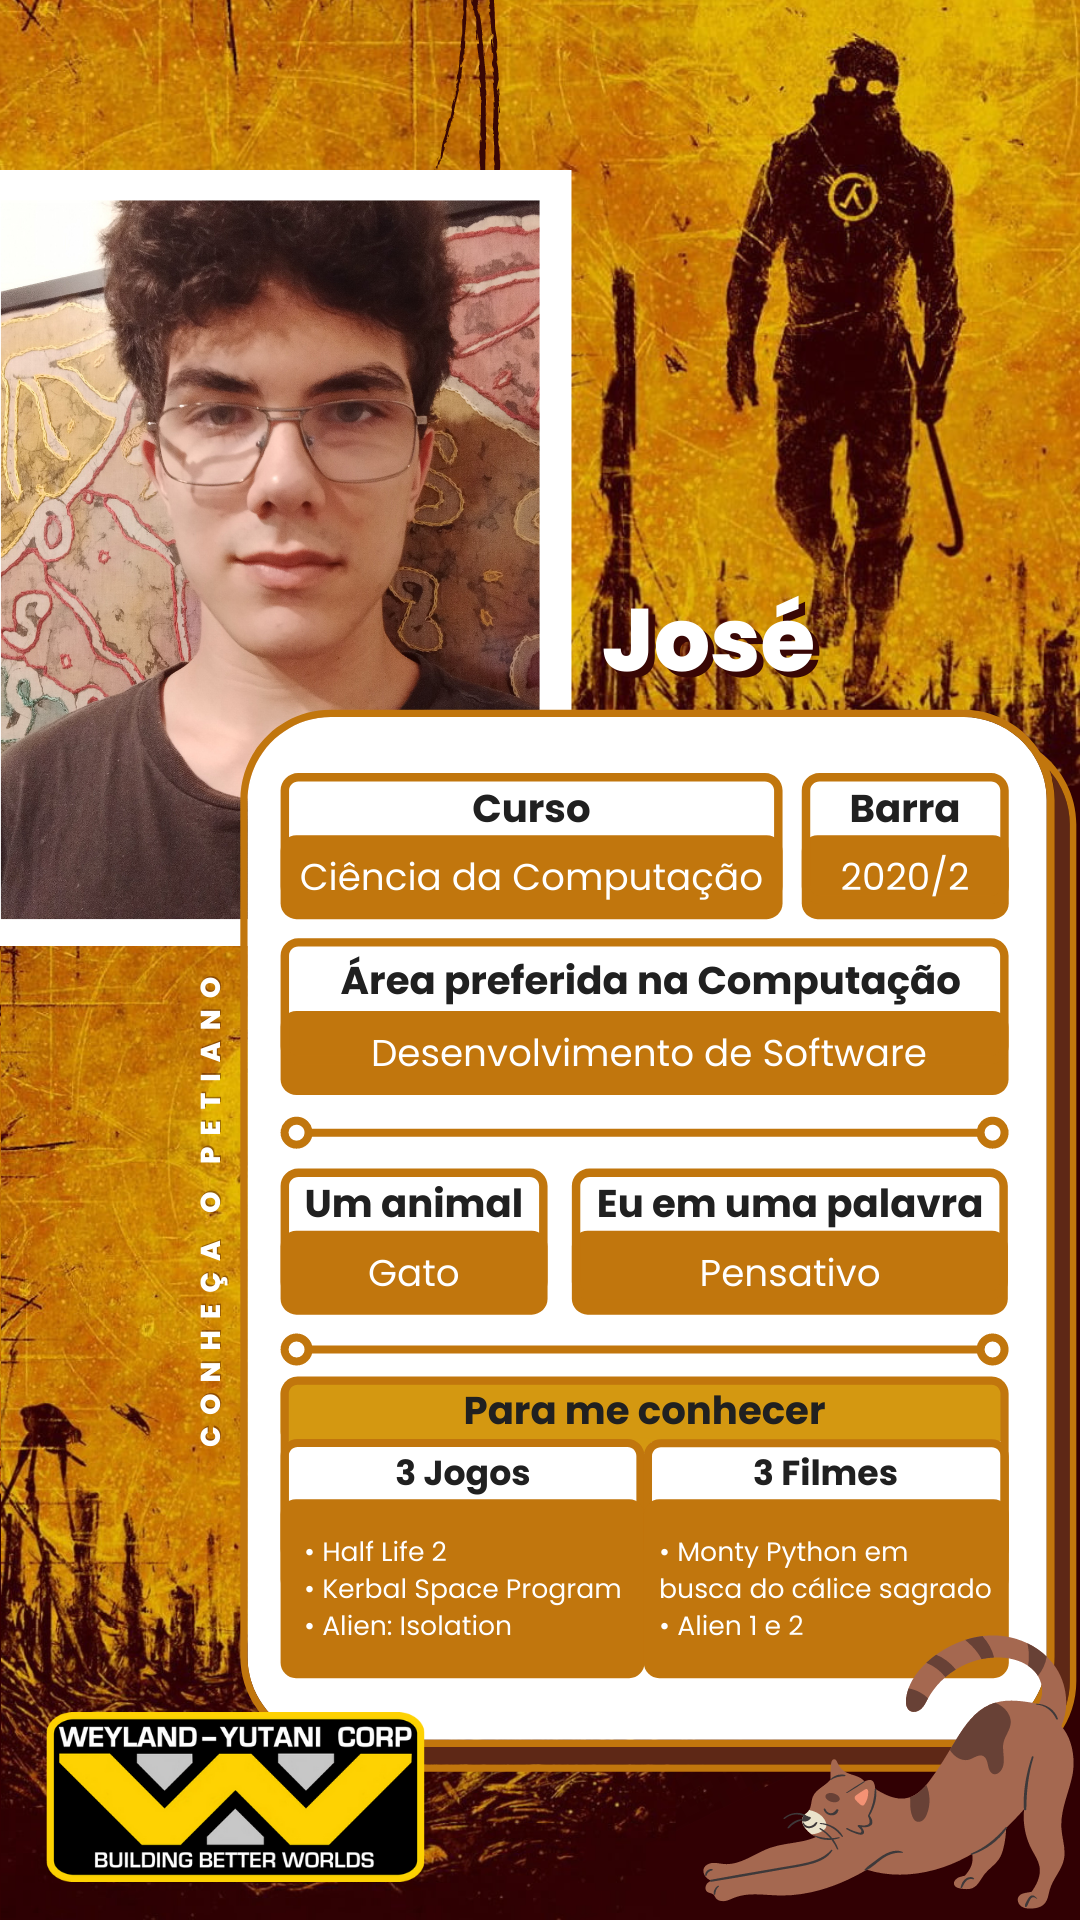 José
Curso
Ciência da Computação
Barra
2020/2
Área preferida na Computação
Desenvolvimento de Software
CONHEÇA O PETIANO
Um animal
Gato
Eu em uma palavra
Pensativo
Para me conhecer
3 Jogos
• Half Life 2
• Kerbal Space Program
• Alien: Isolation
3 Filmes
• Monty Python em
busca do cálice sagrado
• Alien 1 e 2
WEYLAND-YUTANI CORP
BUILDING BETTER WORLDS